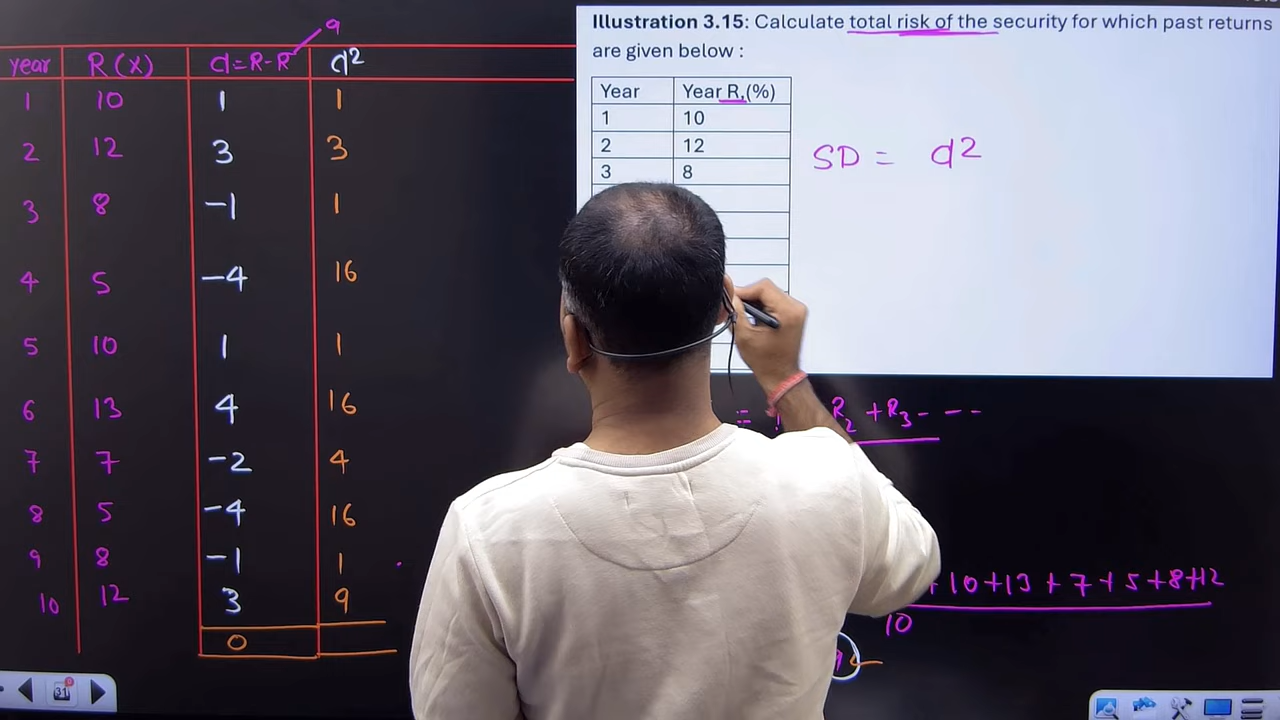 9
year R(X) d=R-R d²
1 10 1 1
2 12 3 3
3 8 -1 1
4 5 -4 16
5 10 1 1
6 13 4 16
7 7 -2 4
8 5 -4 16
9 8 -1 1
10 12 3 9
0
Illustration 3.15: Calculate total risk of the security for which past returns
are given below :
Year Year R,(%)
1 10
2 12
3 8
SD = d²
= R₂ + R₃ - - - -
+10+13+7+5+8+12
10
31